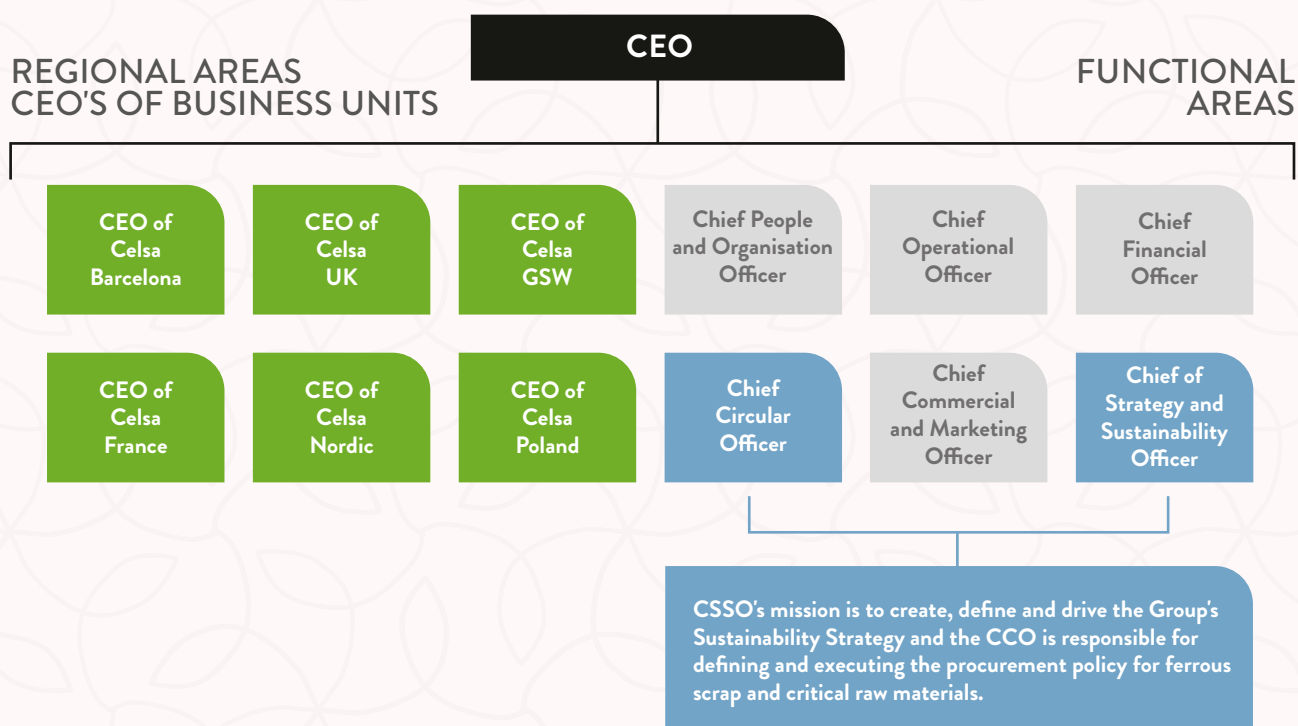 CEO
REGIONAL AREAS
CEO'S OF BUSINESS UNITS
FUNCTIONAL
AREAS
CEO of
Celsa
Barcelona
CEO of
Celsa
UK
CEO of
Celsa
GSW
Chief People
and Organisation
Officer
Chief
Operational
Officer
Chief
Financial
Officer
CEO of
Celsa
France
CEO of
Celsa
Nordic
CEO of
Celsa
Poland
Chief
Circular
Officer
Chief
Commercial
and Marketing
Officer
Chief of
Strategy and
Sustainability
Officer
CSSO's mission is to create, define and drive the Group's
Sustainability Strategy and the CCO is responsible for
defining and executing the procurement policy for ferrous
scrap and critical raw materials.